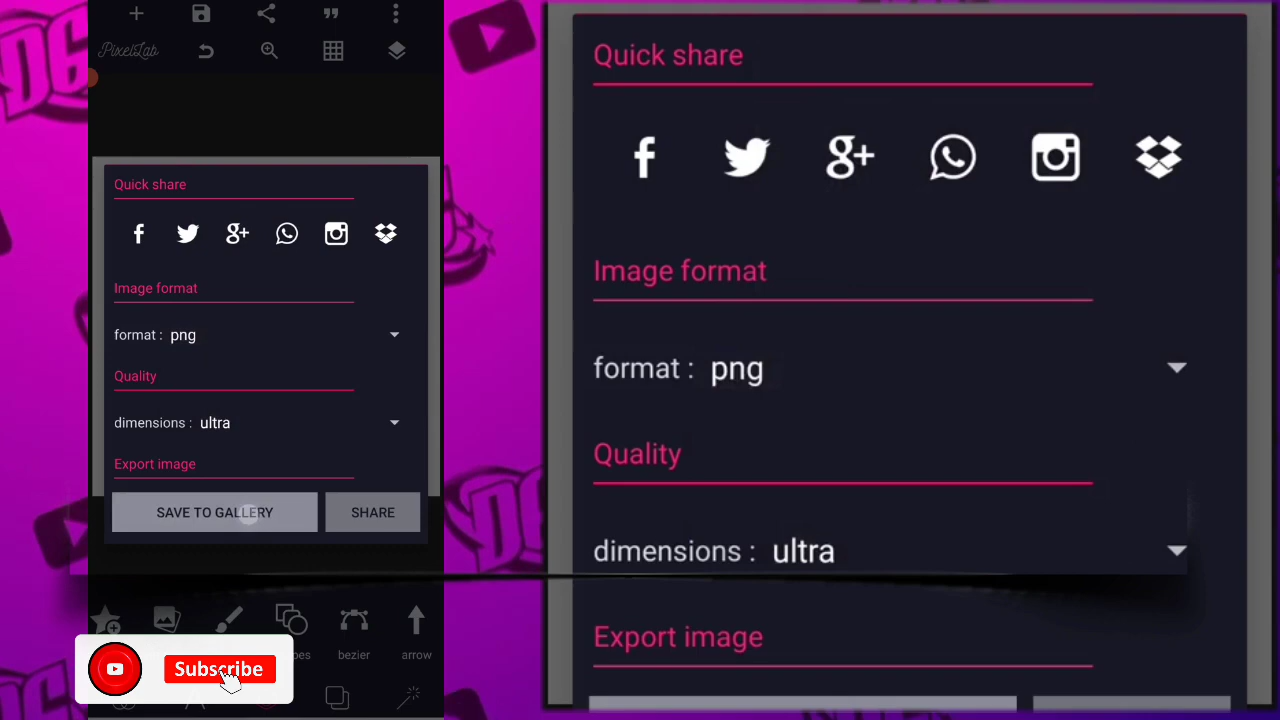 PixelLab
Quick share
Image format
format : png
Quality
dimensions : ultra
Export image
SAVE TO GALLERY
SHARE
bezier
arrow
Subscribe
Quick share
Image format
format : png
Quality
dimensions : ultra
Export image